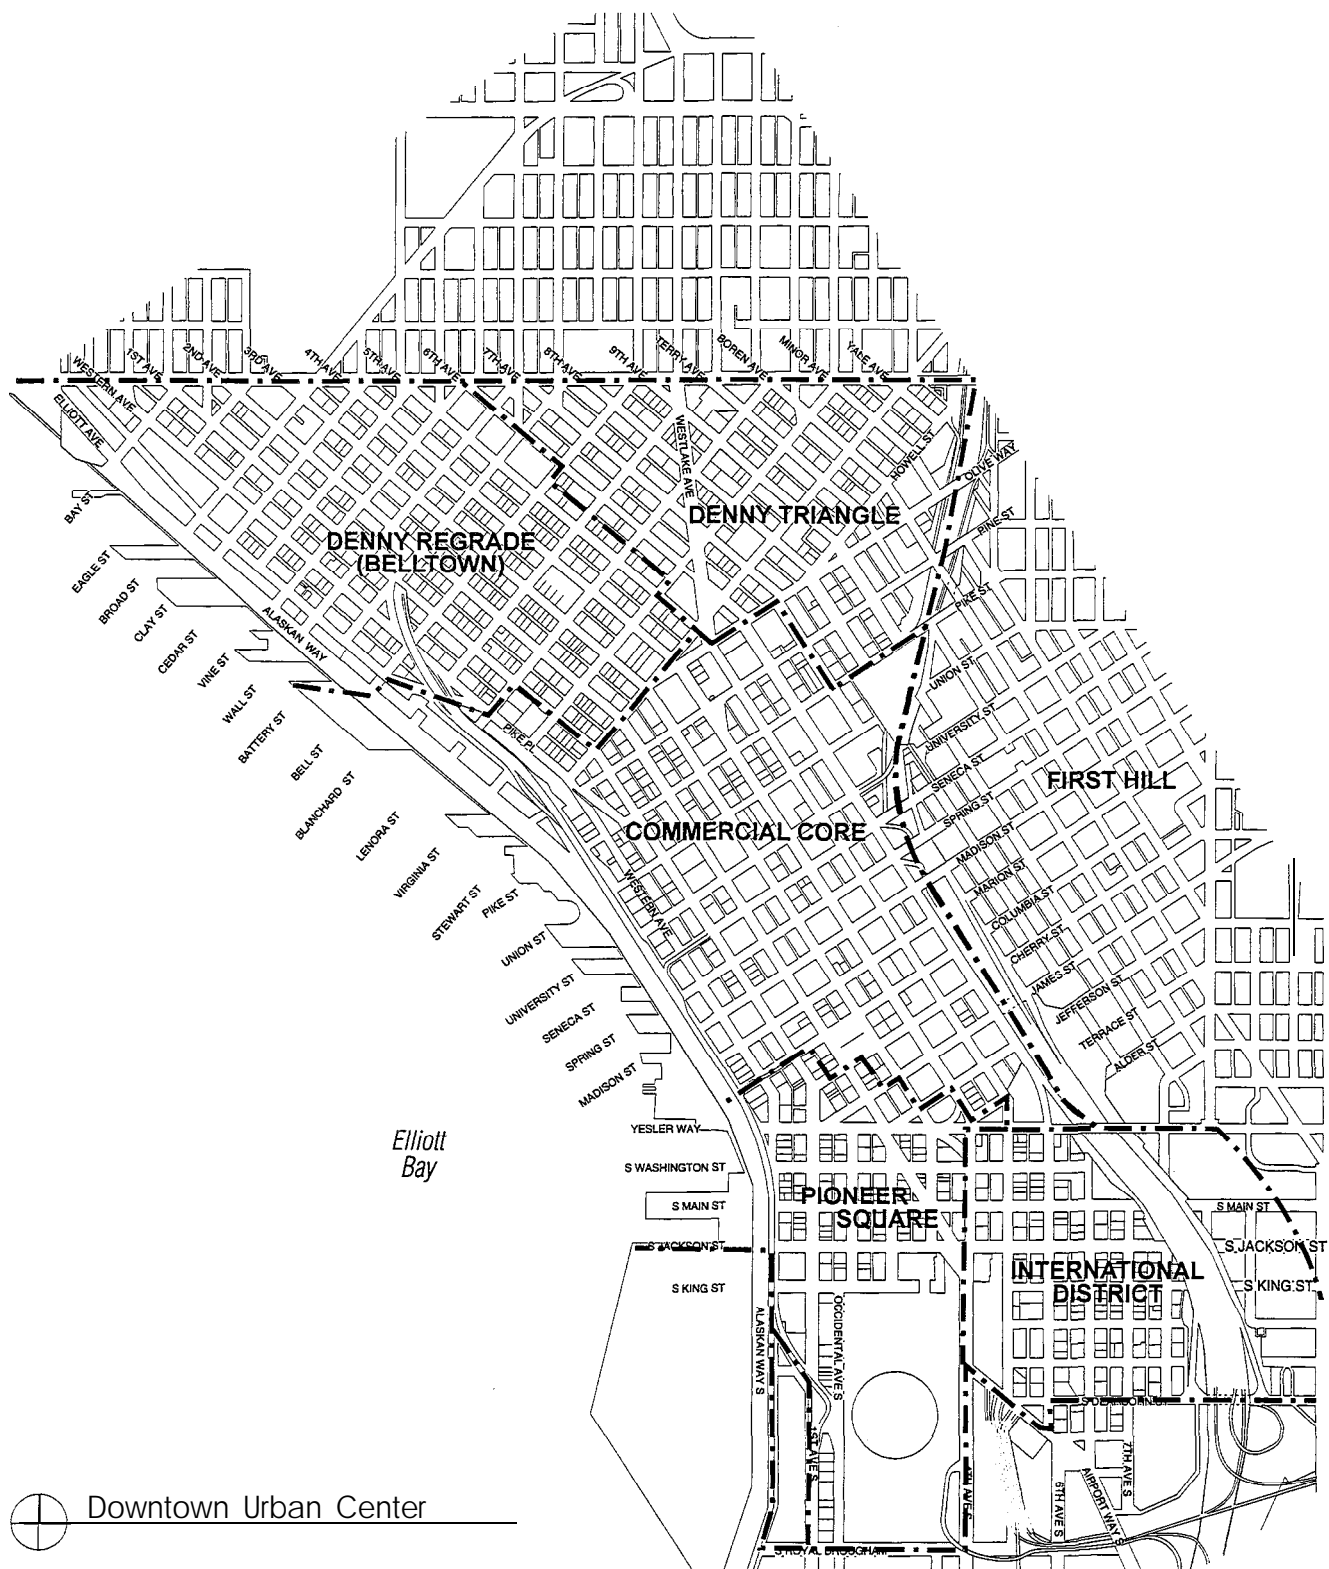 WESTERN AVE
1ST AVE
2ND AVE
3RD AVE
4TH AVE
5TH AVE
6TH AVE
7TH AVE
8TH AVE
9TH AVE
TERRY AVE
BOREN AVE
MINOR AVE
YALE AVE
ELLIOTT AVE
WESTLAKE AVE
HOWELL ST
OLIVE WAY
PINE ST
PIKE ST
DENNY TRIANGLE
DENNY REGRADE
(BELLTOWN)
BAY ST
EAGLE ST
BROAD ST
CLAY ST
CEDAR ST
VINE ST
WALL ST
BATTERY ST
BELL ST
BLANCHARD ST
LENORA ST
VIRGINIA ST
STEWART ST
PIKE ST
UNION ST
UNIVERSITY ST
SENECA ST
SPRING ST
MADISON ST
YESLER WAY
S WASHINGTON ST
S MAIN ST
S JACKSON ST
S KING ST
ALASKAN WAY
PIKE PL
WESTERN AVE
COMMERCIAL CORE
FIRST HILL
UNION ST
UNIVERSITY ST
SENECA ST
SPRING ST
MADISON ST
MARION ST
COLUMBIA ST
CHERRY ST
JAMES ST
JEFFERSON ST
TERRACE ST
ALDER ST
Elliott
Bay
PIONEER
SQUARE
INTERNATIONAL
DISTRICT
S MAIN ST
S JACKSON ST
S KING ST
ALASKAN WAY S
OCCIDENTAL AVE S
1ST AVE S
4TH AVE S
S DEARBORN ST
6TH AVE S
AIRPORT WAY S
7TH AVE S
S ROYAL BROUGHAM
Downtown Urban Center